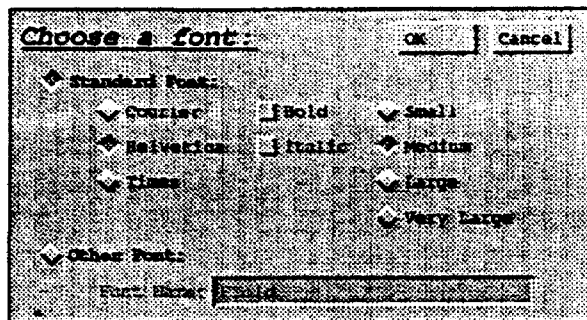 Choose a font:
OK Cancel
Standard Font:
Courier Bold Small
Helvetica Italic Medium
Times Large
Very Large
Other Font:
Font Name: